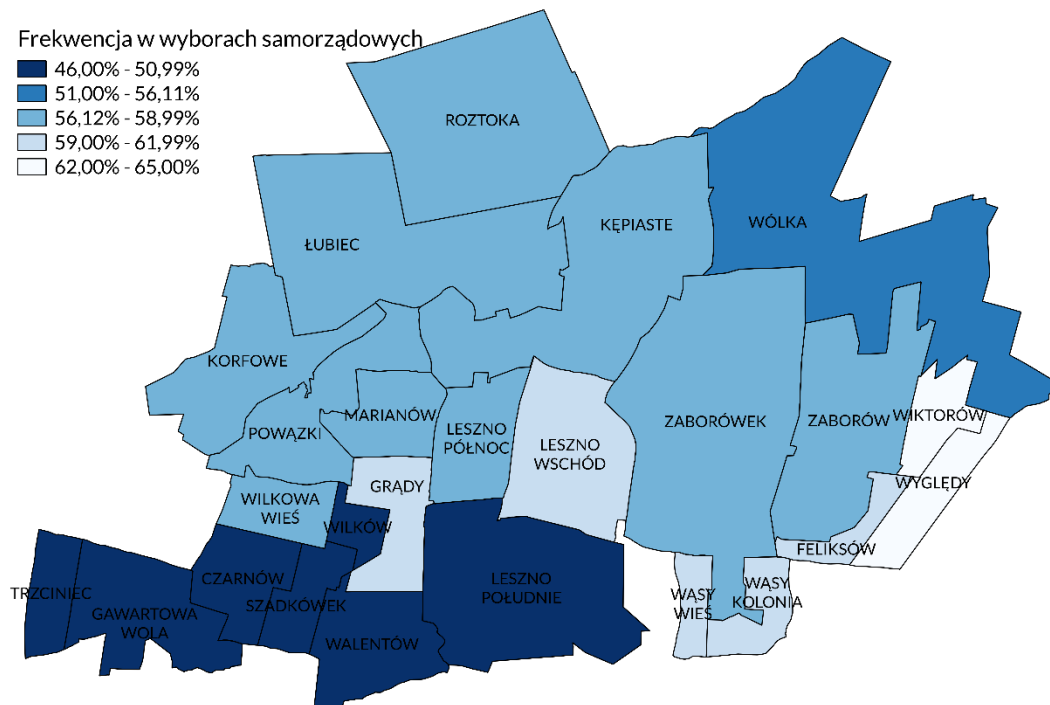 Frekwencja w wyborach samorządowych
46,00% - 50,99%
51,00% - 56,11%
56,12% - 58,99%
59,00% - 61,99%
62,00% - 65,00%
ROZTOKA
ŁUBIEC
KĘPIASTE
WÓLKA
KORFOWE
POWĄZKI
MARIANÓW
LESZNO
PÓŁNOC
LESZNO
WSCHÓD
ZABORÓWEK
ZABORÓW
WIKTORÓW
WYGLĘDY
GRĄDY
WILKOWA
WIEŚ
WILKÓW
FELIKSÓW
TRZCINIEC
GAWARTOWA
WOLA
CZARNÓW
SZADKÓWEK
WALENTÓW
LESZNO
POŁUDNIE
WĄSY
WIEŚ
WĄSY
KOLONIA